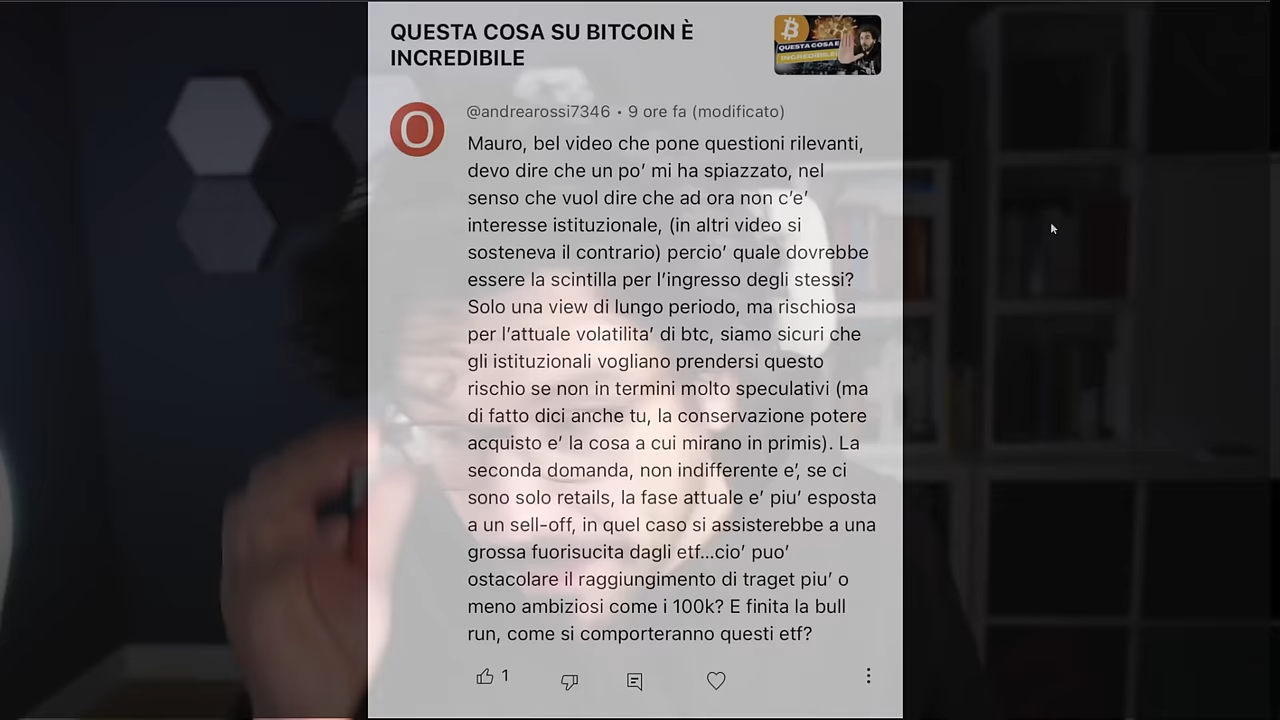 QUESTA COSA SU BITCOIN È
INCREDIBILE
QUESTA COSA E
INCREDIBILE
O
@andrearossi7346 • 9 ore fa (modificato)
Mauro, bel video che pone questioni rilevanti,
devo dire che un po’ mi ha spiazzato, nel
senso che vuol dire che ad ora non c’e’
interesse istituzionale, (in altri video si
sosteneva il contrario) percio’ quale dovrebbe
essere la scintilla per l’ingresso degli stessi?
Solo una view di lungo periodo, ma rischiosa
per l’attuale volatilita’ di btc, siamo sicuri che
gli istituzionali vogliano prendersi questo
rischio se non in termini molto speculativi (ma
di fatto dici anche tu, la conservazione potere
acquisto e’ la cosa a cui mirano in primis). La
seconda domanda, non indifferente e’, se ci
sono solo retails, la fase attuale e’ piu’ esposta
a un sell-off, in quel caso si assisterebbe a una
grossa fuorisucita dagli etf...cio’ puo’
ostacolare il raggiungimento di traget piu’ o
meno ambiziosi come i 100k? E finita la bull
run, come si comporteranno questi etf?
1